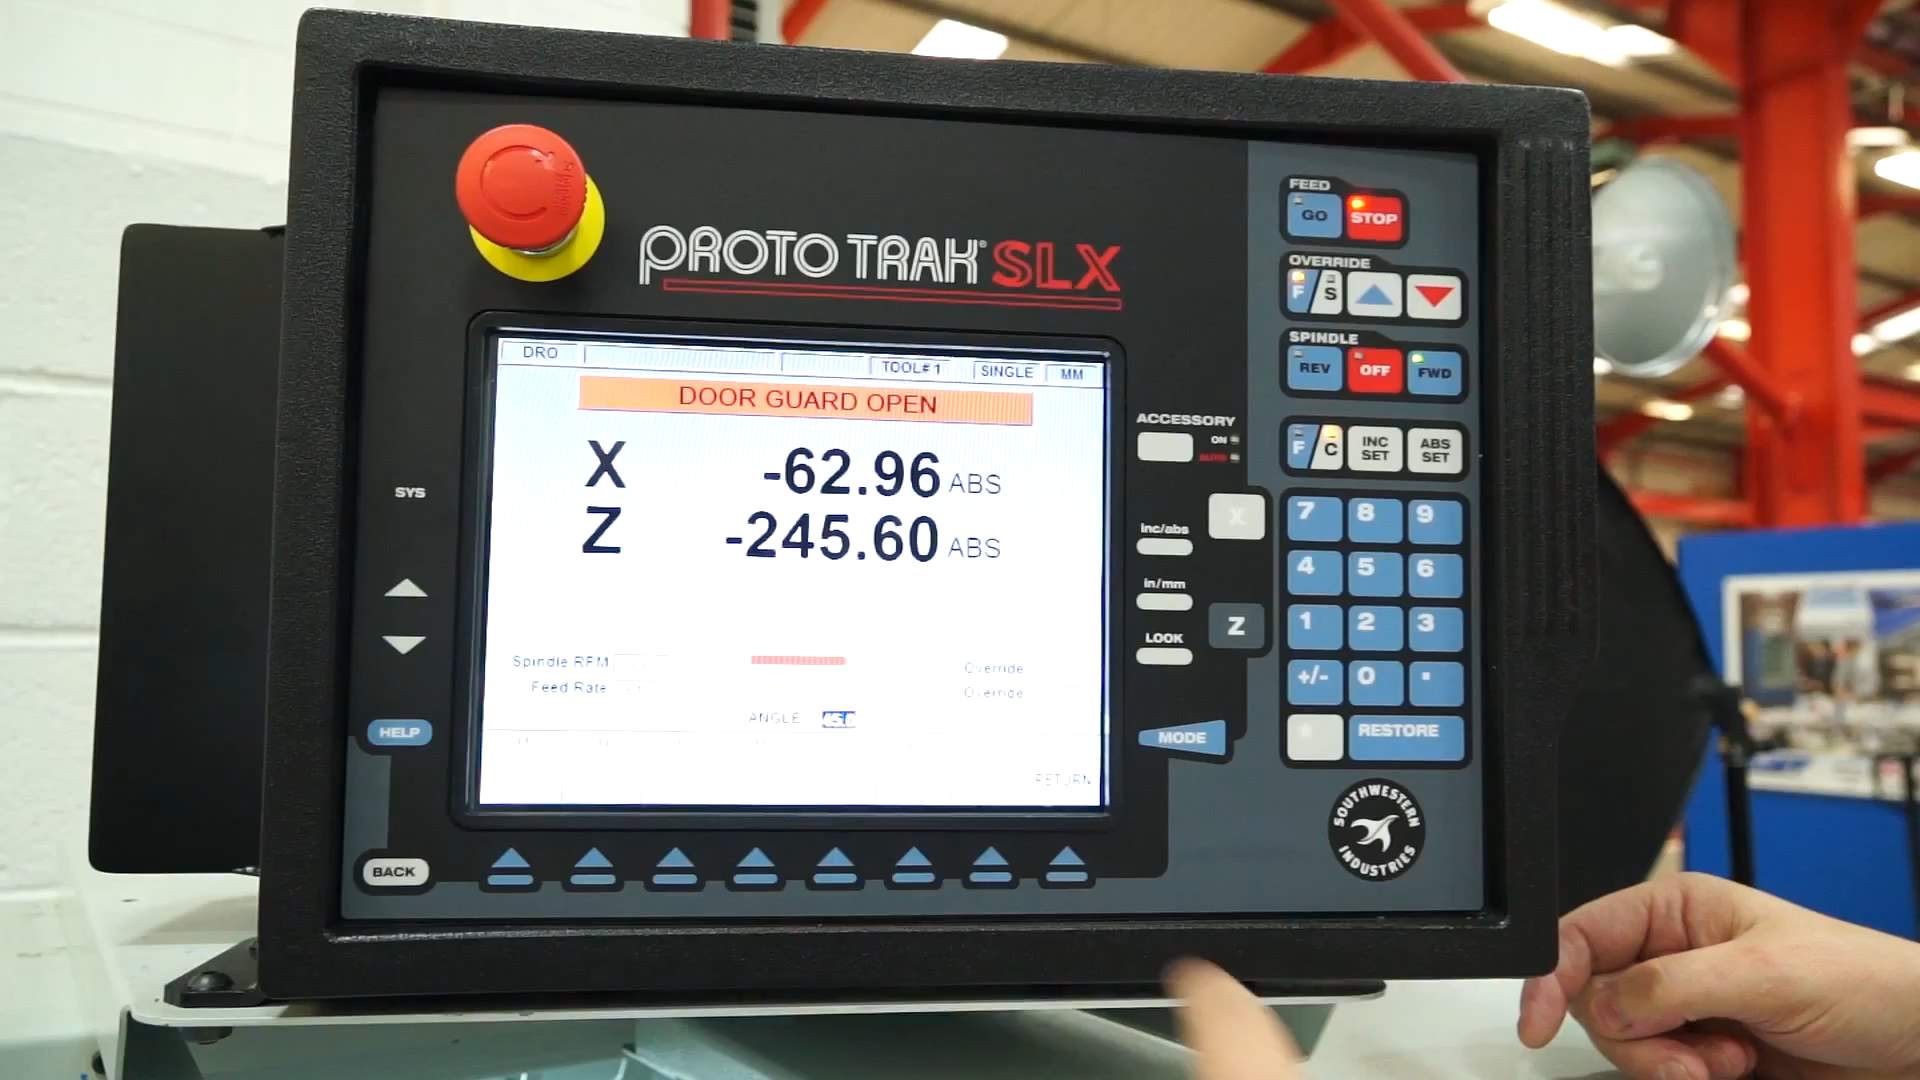 PROTO TRAK SLX
DRO TOOL# 1 SINGLE MM
DOOR GUARD OPEN
X -62.96 ABS
Z -245.60 ABS
Spindle RPM
Override
Feed Rate
Override
ANGLE 45.0
RETURN
SYS
HELP
BACK
ACCESSORY
ON
AUTO
inc/abs
in/mm
LOOK
MODE
X
Z
FEED
GO STOP
OVERRIDE
F/S
SPINDLE
REV OFF FWD
F/C INC SET ABS SET
7 8 9
4 5 6
1 2 3
+/- 0 .
* RESTORE
SOUTHWESTERN
INDUSTRIES